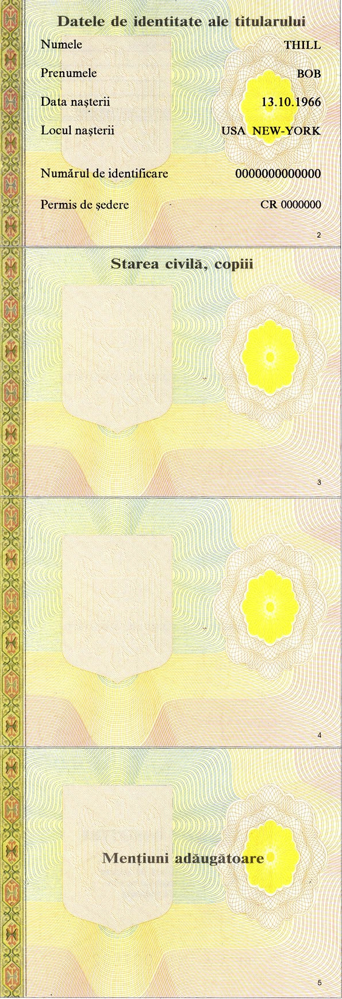 Datele de identitate ale titularului
Numele THILL
Prenumele BOB
Data nașterii 13.10.1966
Locul nașterii USA NEW-YORK
Numărul de identificare 0000000000000
Permis de ședere CR 0000000
2
Starea civilă, copiii
3
4
Mențiuni adăugătoare
5